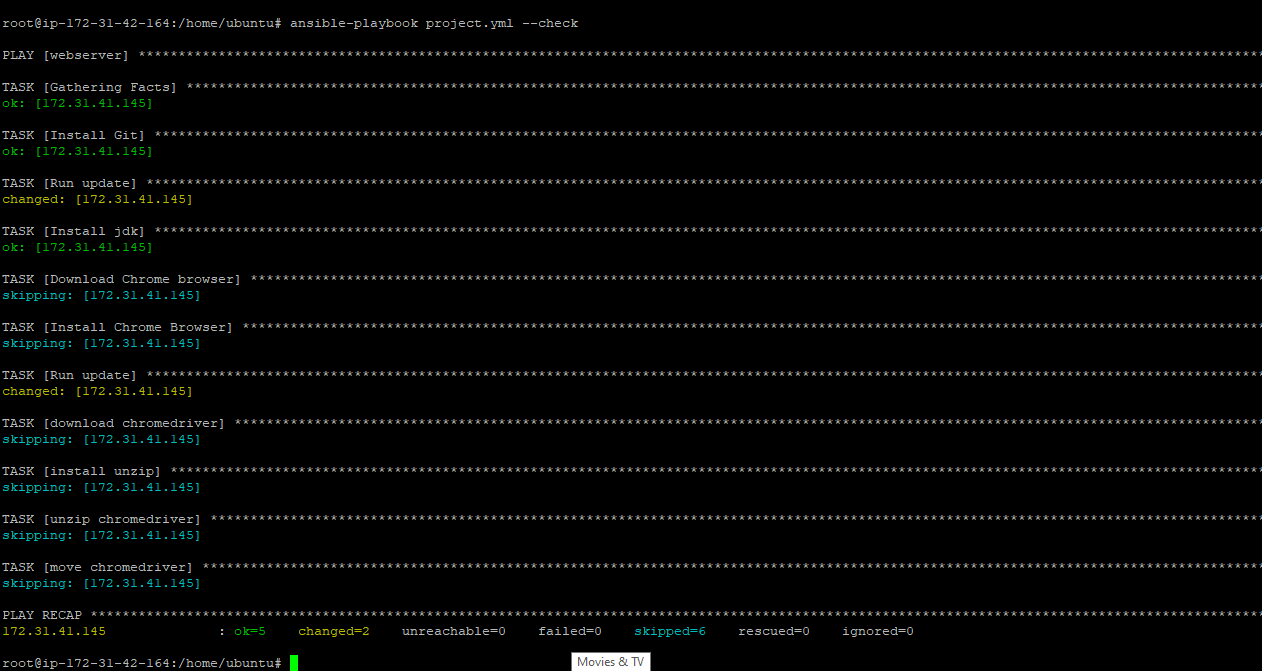 root@ip-172-31-42-164:/home/ubuntu# ansible-playbook project.yml --check
PLAY [webserver] *********************************************************************************************************************************************
TASK [Gathering Facts] ***************************************************************************************************************************************
ok: [172.31.41.145]
TASK [Install Git] *******************************************************************************************************************************************
ok: [172.31.41.145]
TASK [Run update] ********************************************************************************************************************************************
changed: [172.31.41.145]
TASK [Install jdk] *******************************************************************************************************************************************
ok: [172.31.41.145]
TASK [Download Chrome browser] *******************************************************************************************************************************
skipping: [172.31.41.145]
TASK [Install Chrome Browser] ********************************************************************************************************************************
skipping: [172.31.41.145]
TASK [Run update] ********************************************************************************************************************************************
changed: [172.31.41.145]
TASK [download chromedriver] *********************************************************************************************************************************
skipping: [172.31.41.145]
TASK [install unzip] *****************************************************************************************************************************************
skipping: [172.31.41.145]
TASK [unzip chromedriver] ************************************************************************************************************************************
skipping: [172.31.41.145]
TASK [move chromedriver] *************************************************************************************************************************************
skipping: [172.31.41.145]
PLAY RECAP ***************************************************************************************************************************************************
172.31.41.145 : ok=5 changed=2 unreachable=0 failed=0 skipped=6 rescued=0 ignored=0
root@ip-172-31-42-164:/home/ubuntu#
Movies & TV